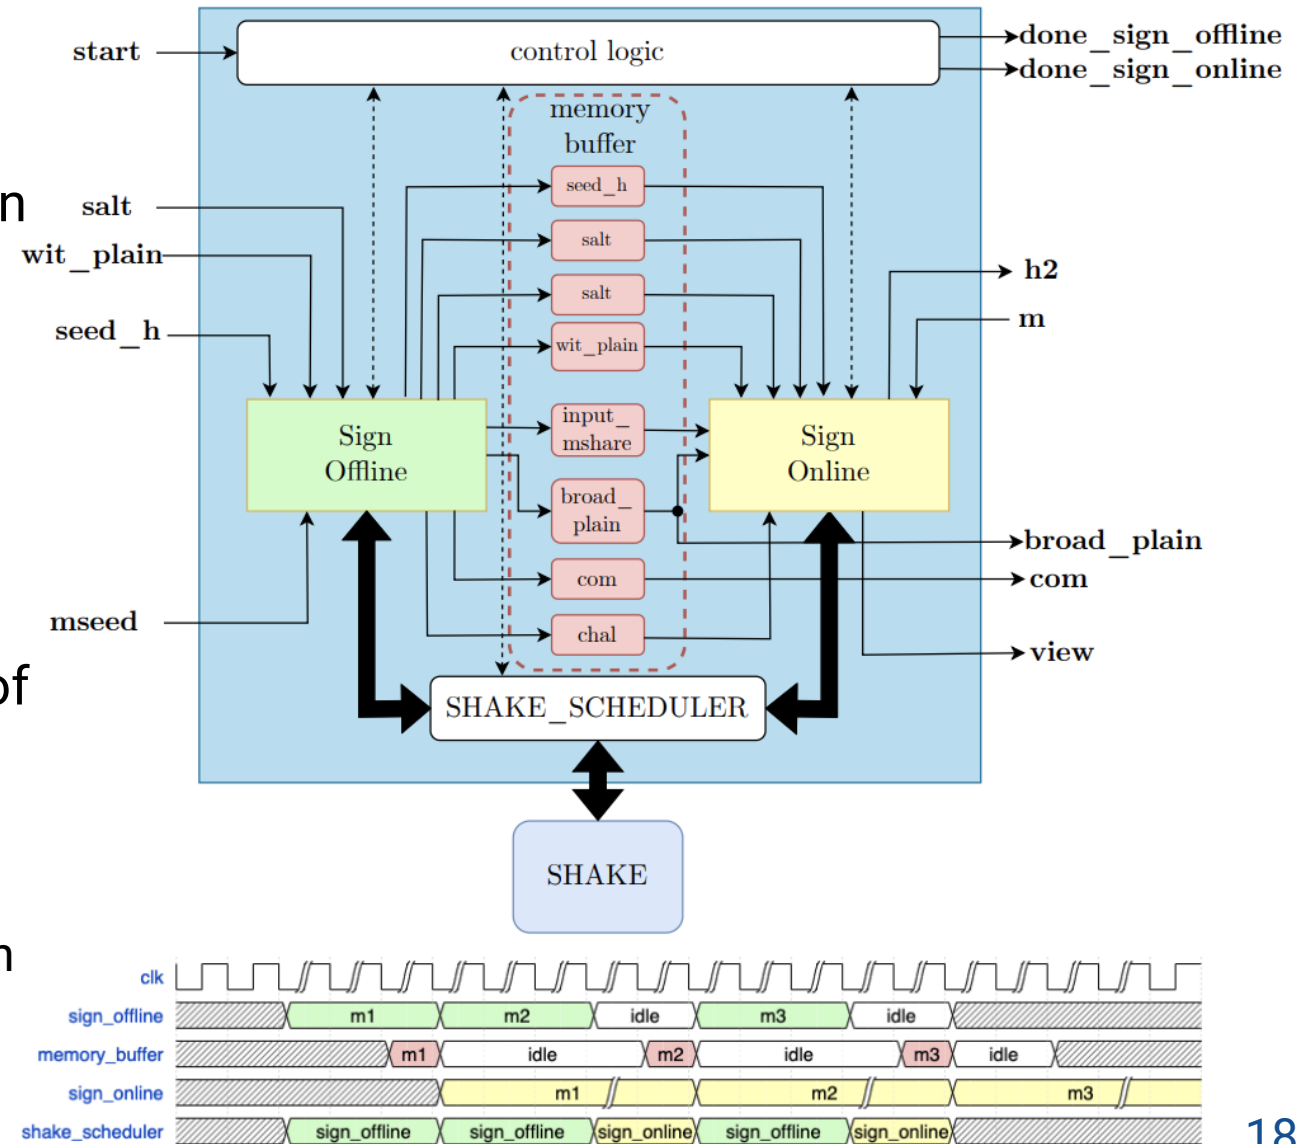 control logic
start
done_sign_offline
done_sign_online
memory
buffer
seed_h
n
salt
salt
wit_plain
salt
h2
m
seed_h
wit_plain
Sign
Offline
input_
mshare
Sign
Online
broad_
plain
broad_plain
com
com
mseed
chal
view
of
SHAKE_SCHEDULER
SHAKE
n
clk
sign_offline m1 m2 idle m3 idle
memory_buffer m1 idle m2 idle m3 idle
sign_online m1 m2 m3
shake_scheduler sign_offline sign_offline sign_online sign_offline sign_online
18